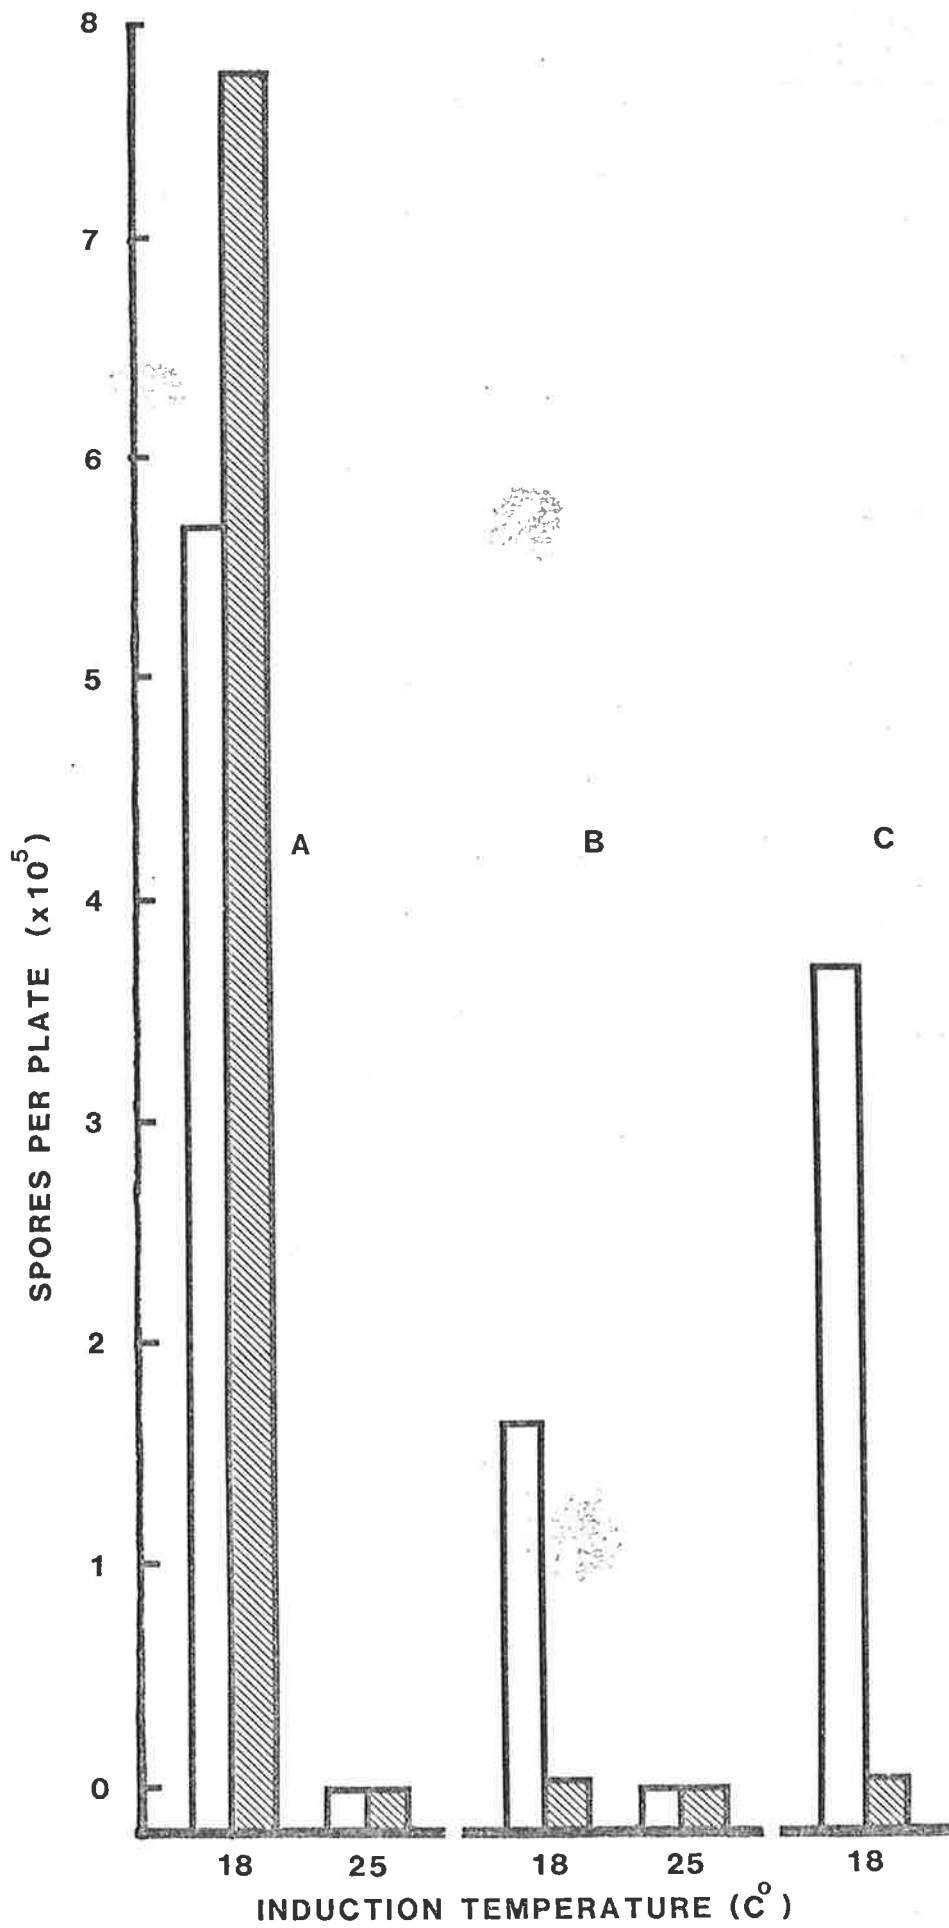 8
7
6
5
4
3
2
1
0
SPORES PER PLATE (x10⁵)
A
B
C
18 25 18 25 18
INDUCTION TEMPERATURE (C°)